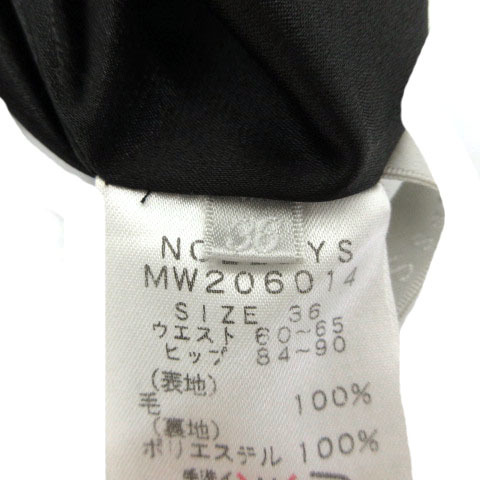 36
MW206014
SIZE 36
ウエスト 60~65
ヒップ 84~90
(表地)
毛 100%
(裏地)
ポリエステル 100%